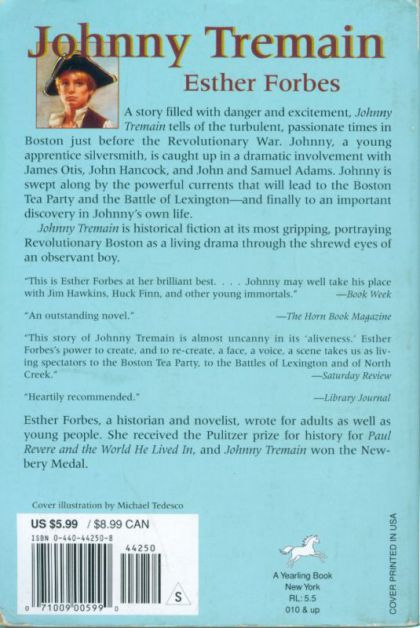 Johnny Tremain
Esther Forbes
A story filled with danger and excitement, Johnny
Tremain tells of the turbulent, passionate times in
Boston just before the Revolutionary War. Johnny, a young
apprentice silversmith, is caught up in a dramatic involvement with
James Otis, John Hancock, and John and Samuel Adams. Johnny is
swept along by the powerful currents that will lead to the Boston
Tea Party and the Battle of Lexington—and finally to an important
discovery in Johnny's own life.
Johnny Tremain is historical fiction at its most gripping, portraying
Revolutionary Boston as a living drama through the shrewd eyes of
an observant boy.
"This is Esther Forbes at her brilliant best. . . . Johnny may well take his place
with Jim Hawkins, Huck Finn, and other young immortals." —Book Week
"An outstanding novel." —The Horn Book Magazine
"This story of Johnny Tremain is almost uncanny in its 'aliveness.' Esther
Forbes's power to create, and to re-create, a face, a voice, a scene takes us as liv-
ing spectators to the Boston Tea Party, to the Battles of Lexington and of North
Creek." —Saturday Review
"Heartily recommended." —Library Journal
Esther Forbes, a historian and novelist, wrote for adults as well as
young people. She received the Pulitzer prize for history for Paul
Revere and the World He Lived In, and Johnny Tremain won the New-
bery Medal.
Cover illustration by Michael Tedesco
US $5.99 / $8.99 CAN
ISBN 0-440-44250-8
44250
0 71009 00599 0
S
A Yearling Book
New York
RL: 5.5
010 & up
COVER PRINTED IN USA